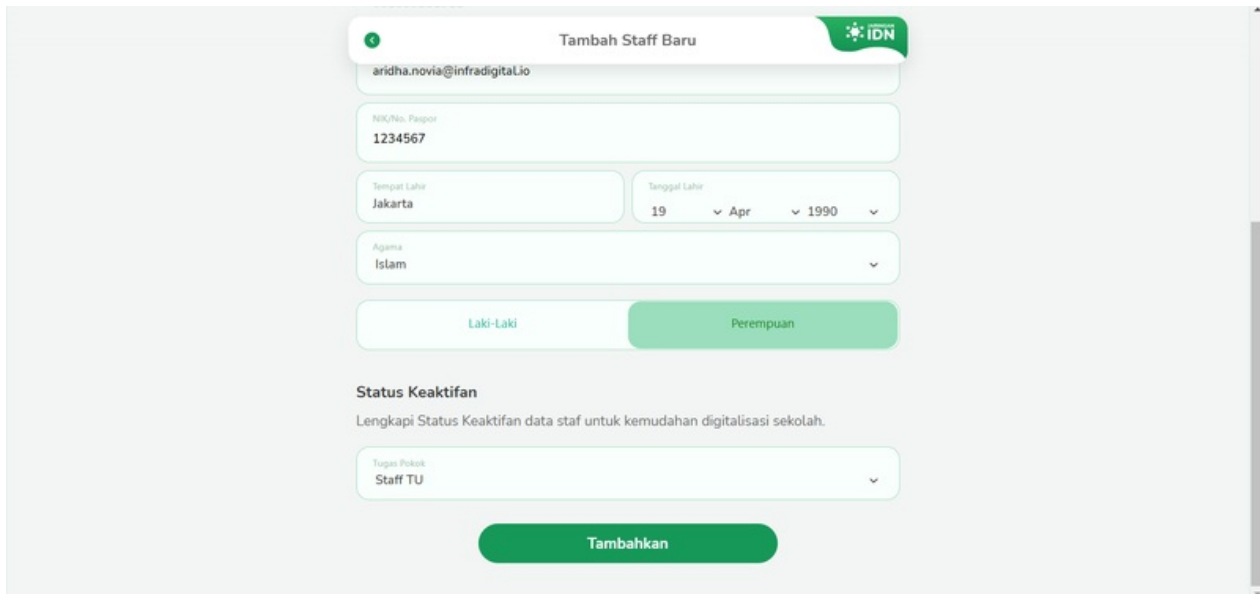 Tambah Staff Baru
JARINGAN
IDN
aridha.novia@infradigital.io
NIK/No. Paspor
1234567
Tempat Lahir
Jakarta
Tanggal Lahir
19 Apr 1990
Agama
Islam
Laki-Laki Perempuan
Status Keaktifan
Lengkapi Status Keaktifan data staf untuk kemudahan digitalisasi sekolah.
Tugas Pokok
Staff TU
Tambahkan